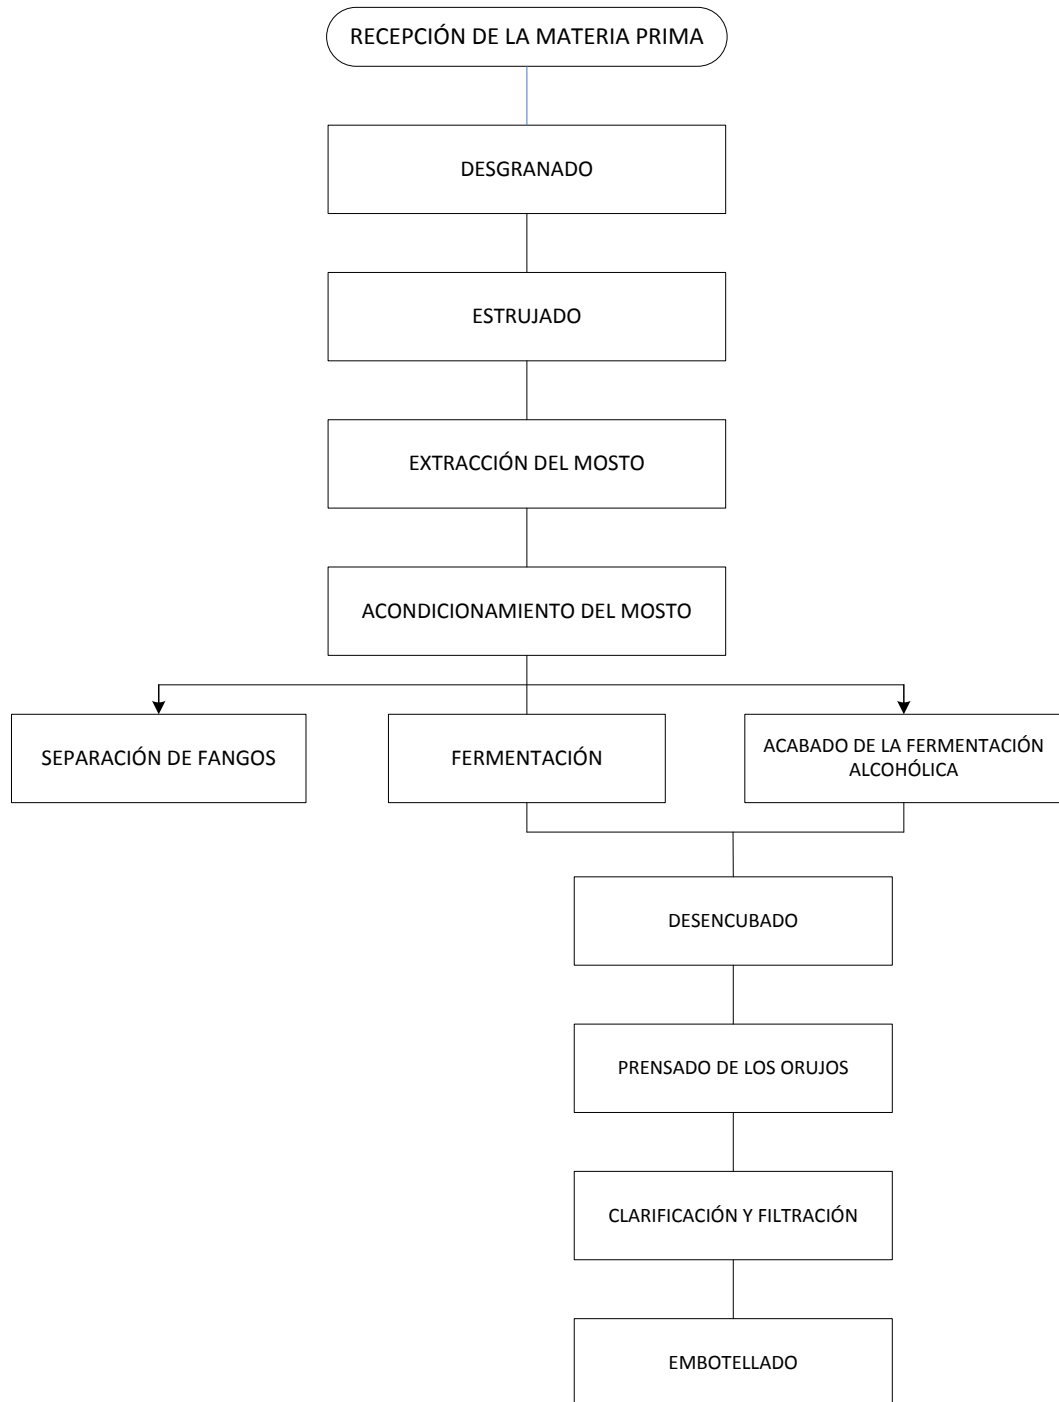 RECEPCIÓN DE LA MATERIA PRIMA
DESGRANADO
ESTRUJADO
EXTRACCIÓN DEL MOSTO
ACONDICIONAMIENTO DEL MOSTO
SEPARACIÓN DE FANGOS
FERMENTACIÓN
ACABADO DE LA FERMENTACIÓN
ALCOHÓLICA
DESENCUBADO
PRENSADO DE LOS ORUJOS
CLARIFICACIÓN Y FILTRACIÓN
EMBOTELLADO